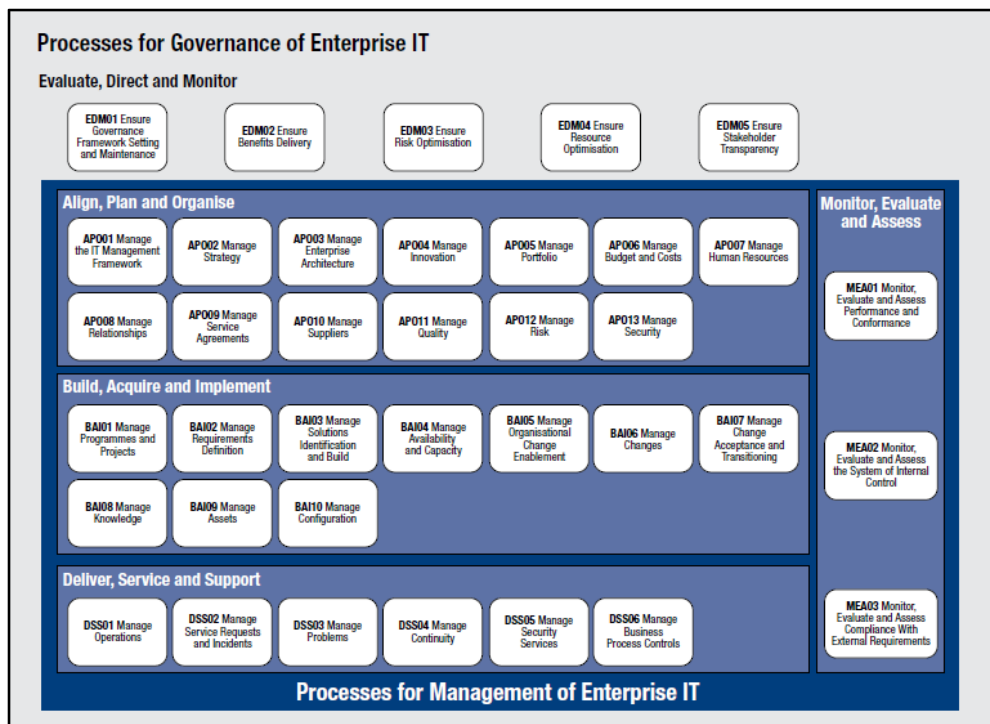 Processes for Governance of Enterprise IT
Evaluate, Direct and Monitor
EDM01 Ensure
Governance
Framework Setting
and Maintenance
EDM02 Ensure
Benefits Delivery
EDM03 Ensure
Risk Optimisation
EDM04 Ensure
Resource
Optimisation
EDM05 Ensure
Stakeholder
Transparency
Align, Plan and Organise
APO01 Manage
the IT Management
Framework
APO02 Manage
Strategy
APO03 Manage
Enterprise
Architecture
APO04 Manage
Innovation
APO05 Manage
Portfolio
APO06 Manage
Budget and Costs
APO07 Manage
Human Resources
APO08 Manage
Relationships
APO09 Manage
Service
Agreements
APO10 Manage
Suppliers
APO11 Manage
Quality
APO12 Manage
Risk
APO13 Manage
Security
Build, Acquire and Implement
BAI01 Manage
Programmes and
Projects
BAI02 Manage
Requirements
Definition
BAI03 Manage
Solutions
Identification
and Build
BAI04 Manage
Availability
and Capacity
BAI05 Manage
Organisational
Change
Enablement
BAI06 Manage
Changes
BAI07 Manage
Change
Acceptance and
Transitioning
BAI08 Manage
Knowledge
BAI09 Manage
Assets
BAI10 Manage
Configuration
Deliver, Service and Support
DSS01 Manage
Operations
DSS02 Manage
Service Requests
and Incidents
DSS03 Manage
Problems
DSS04 Manage
Continuity
DSS05 Manage
Security
Services
DSS06 Manage
Business
Process Controls
Monitor, Evaluate
and Assess
MEA01 Monitor,
Evaluate and Assess
Performance and
Conformance
MEA02 Monitor,
Evaluate and Assess
the System of Internal
Control
MEA03 Monitor,
Evaluate and Assess
Compliance With
External Requirements
Processes for Management of Enterprise IT